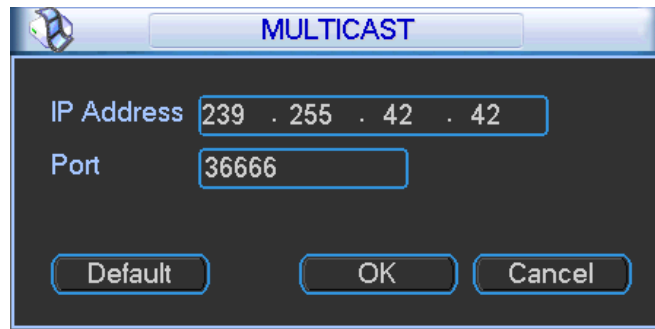 MULTICAST
IP Address 239 . 255 . 42 . 42
Port 36666
Default OK Cancel